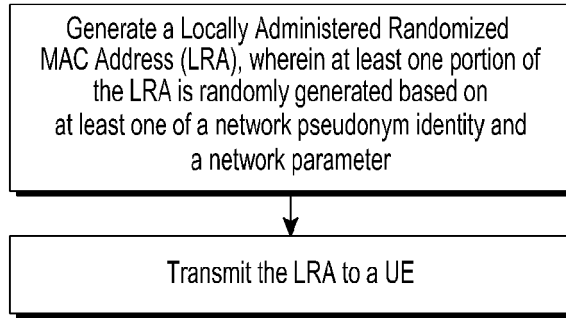 Generate a Locally Administered Randomized
MAC Address (LRA), wherein at least one portion of
the LRA is randomly generated based on
at least one of a network pseudonym identity and
a network parameter
Transmit the LRA to a UE